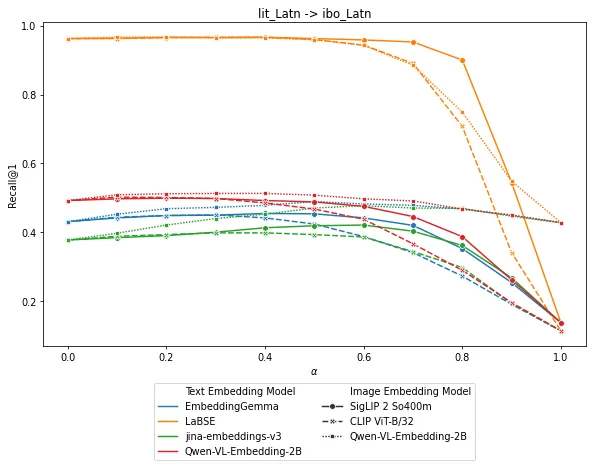 lit_Latn -> ibo_Latn
1.0
0.8
0.6
0.4
0.2
Recall@1
0.0 0.2 0.4 0.6 0.8 1.0
α
Text Embedding Model Image Embedding Model
EmbeddingGemma SigLIP 2 So400m
LaBSE CLIP ViT-B/32
jina-embeddings-v3 Qwen-VL-Embedding-2B
Qwen-VL-Embedding-2B